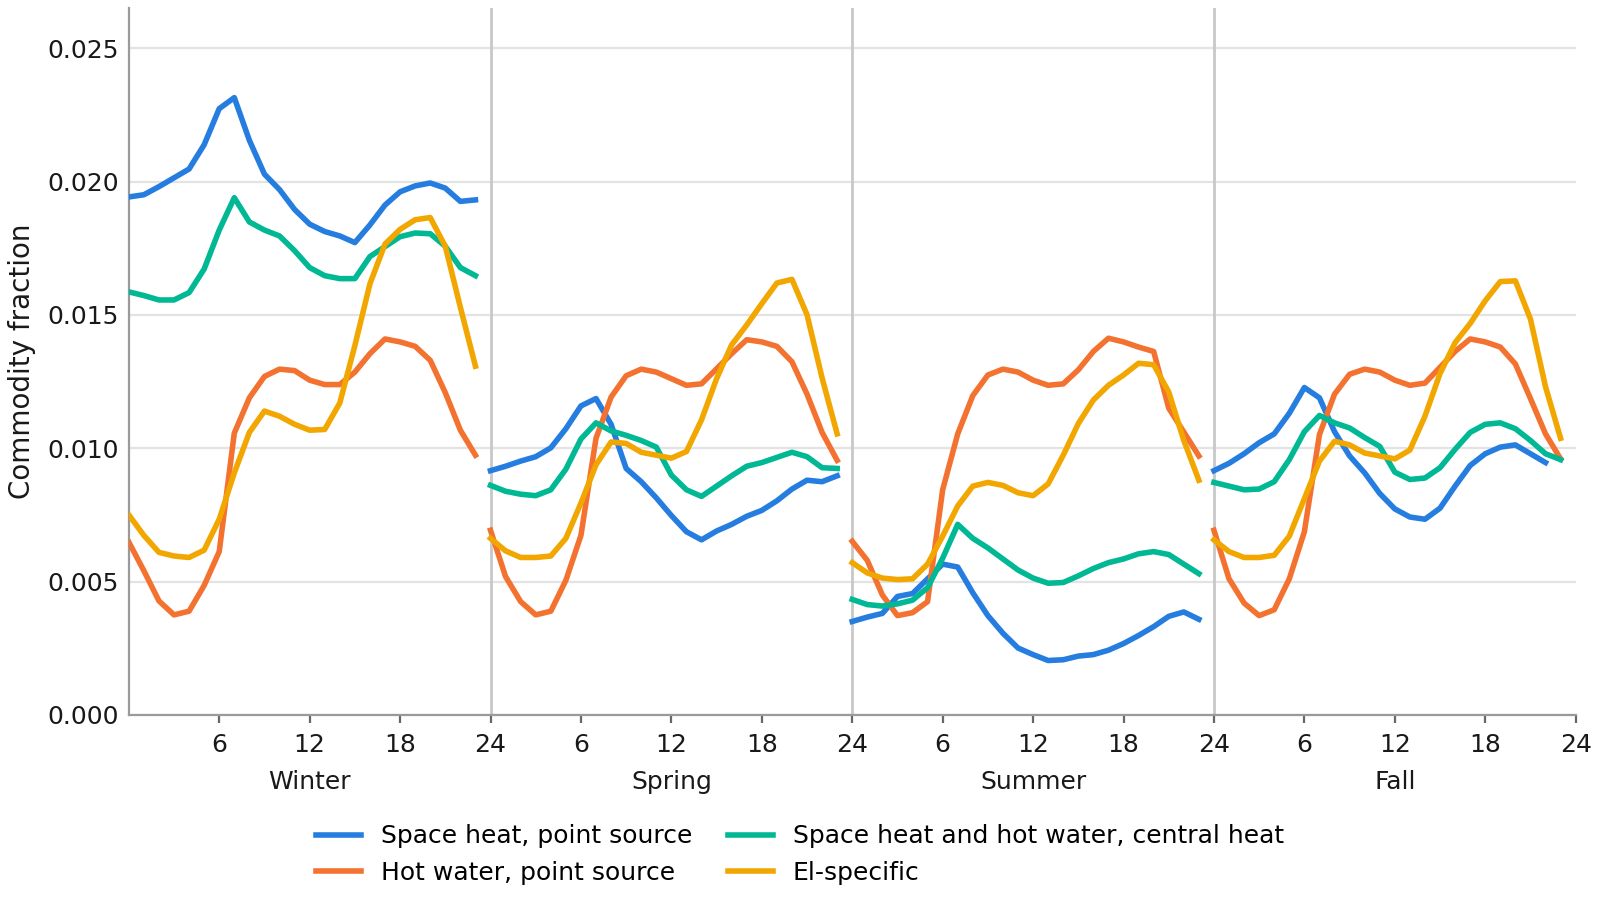 Commodity fraction
0.025
0.020
0.015
0.010
0.005
0.000
6 12 18 24 6 12 18 24 6 12 18 24 6 12 18 24
Winter Spring Summer Fall
Space heat, point source Space heat and hot water, central heat
Hot water, point source El-specific